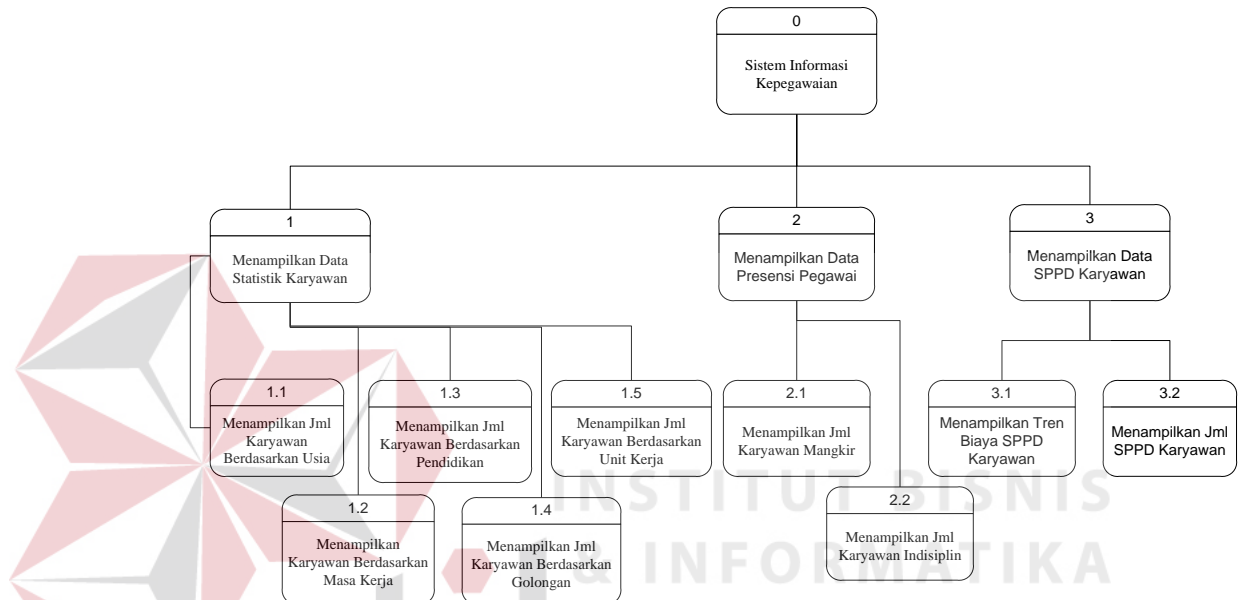 0
Sistem Informasi
Kepegawaian
1
Menampilkan Data
Statistik Karyawan
2
Menampilkan Data
Presensi Pegawai
3
Menampilkan Data
SPPD Karyawan
1.1
Menampilkan Jml
Karyawan
Berdasarkan Usia
1.3
Menampilkan Jml
Karyawan Berdasarkan
Pendidikan
1.5
Menampilkan Jml
Karyawan Berdasarkan
Unit Kerja
2.1
Menampilkan Jml
Karyawan Mangkir
3.1
Menampilkan Tren
Biaya SPPD
Karyawan
3.2
Menampilkan Jml
SPPD Karyawan
1.2
Menampilkan
Karyawan Berdasarkan
Masa Kerja
1.4
Menampilkan Jml
Karyawan Berdasarkan
Golongan
2.2
Menampilkan Jml
Karyawan Indisiplin
INSTITUT BISNIS
& INFORMATIKA